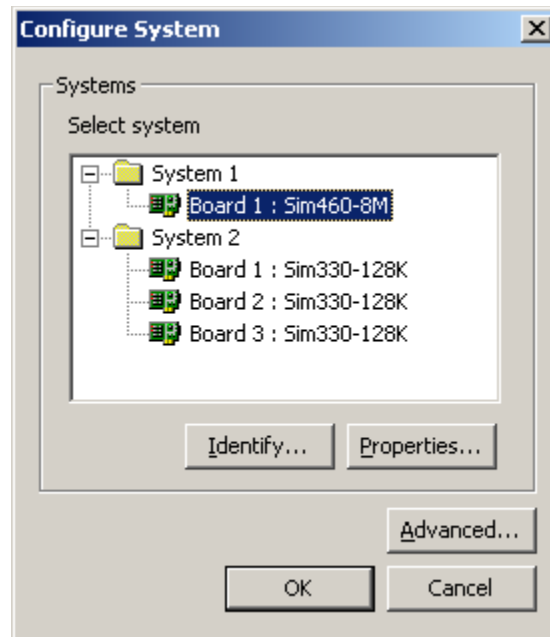 Configure System
Systems
Select system
System 1
Board 1 : Sim460-8M
System 2
Board 1 : Sim330-128K
Board 2 : Sim330-128K
Board 3 : Sim330-128K
Identify... Properties...
Advanced...
OK Cancel